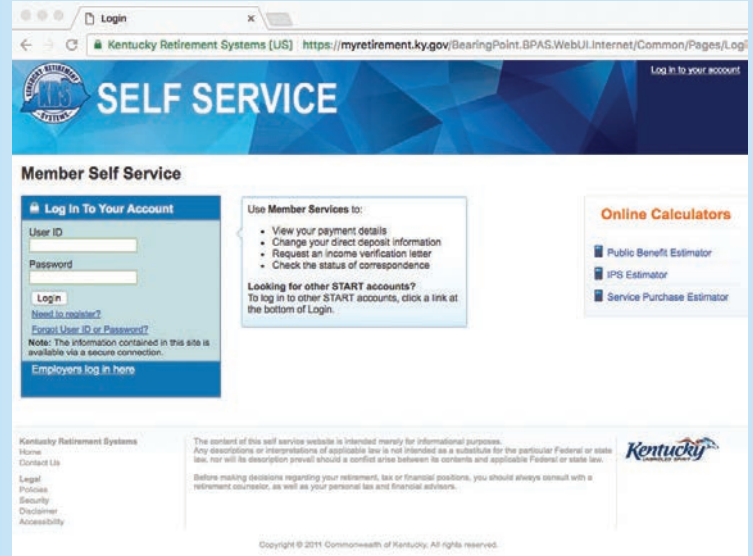 Login
Kentucky Retirement Systems [US] https://myretirement.ky.gov/BearingPoint.SPAS.WebUI.Internet/Common/Pages/Logi
KENTUCKY RETIREMENT
KRS
SYSTEMS
SELF SERVICE
Log in to your account
Member Self Service
Log In To Your Account
User ID
Password
Login
Need to register?
Forgot User ID or Password?
Note: The information contained in this site is
available via a secure connection.
Employers log in here
Use Member Services to:
• View your payment details
• Change your direct deposit information
• Request an income verification letter
• Check the status of correspondence
Looking for other START accounts?
To log in to other START accounts, click a link at
the bottom of Login.
Online Calculators
Public Benefit Estimator
IPS Estimator
Service Purchase Estimator
Kentucky Retirement Systems
Home
Contact Us
Legal
Policies
Security
Disclaimer
Accessibility
The content of this self service website is intended merely for informational purposes.
Any descriptions or interpretations of applicable law is not intended as a substitute for the particular Federal or state
law, nor will its description prevail should a conflict arise between its contents and applicable Federal or state law.
Before making decisions regarding your retirement, tax or financial positions, you should always consult with a
retirement counselor, as well as your personal tax and financial advisors.
Kentucky
UNBRIDLED SPIRIT
Copyright © 2011 Commonwealth of Kentucky. All rights reserved.